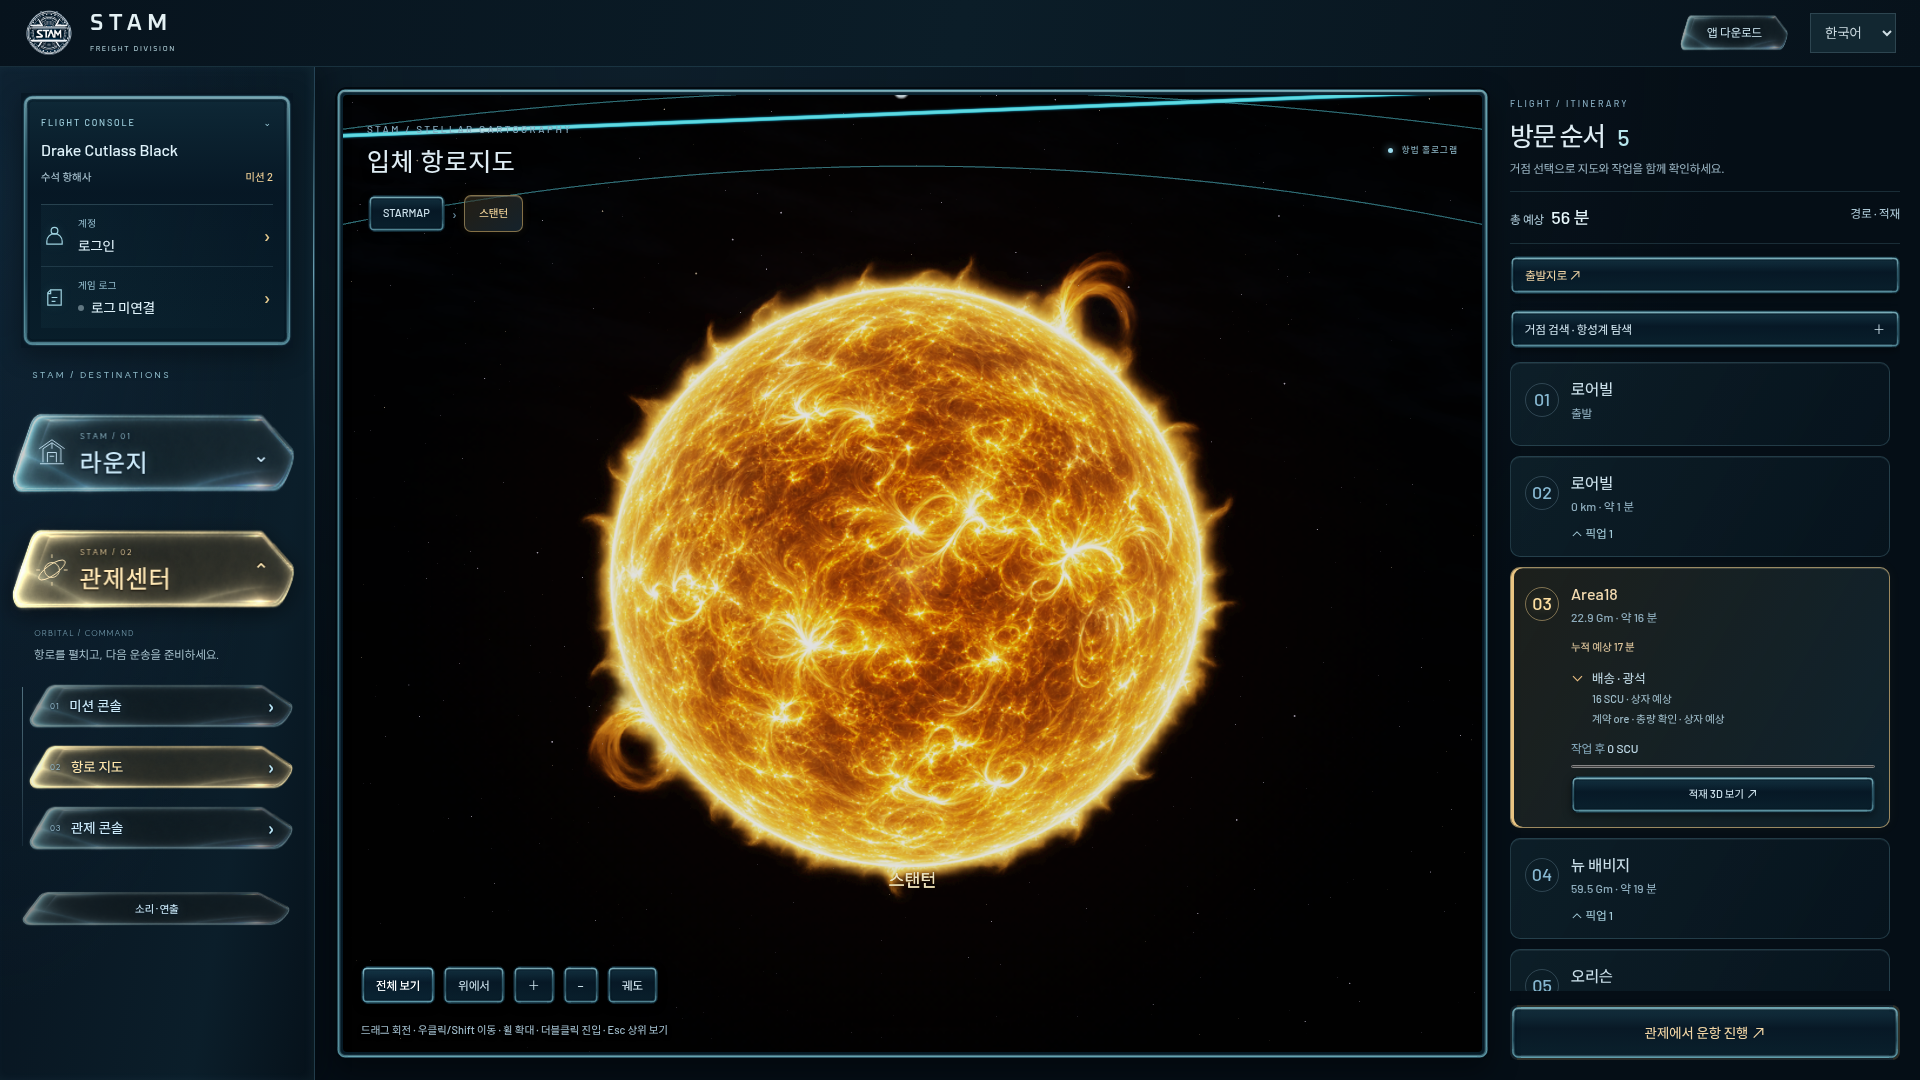 STAM
FREIGHT DIVISION
앱 다운로드
한국어
FLIGHT CONSOLE
Drake Cutlass Black
수석 항해사
미션 2
계정
로그인
게임 로그
로그 미연결
STAM / DESTINATIONS
STAM / 01
라운지
STAM / 02
관제센터
ORBITAL / COMMAND
항로를 펼치고, 다음 운송을 준비하세요.
01 미션 콘솔
02 항로 지도
03 관제 콘솔
소리·연출
STAM / STELLAR CARTOGRAPHY
입체 항로지도
항법 홀로그램
STARMAP › 스탠턴
스탠턴
전체 보기
위에서
+
−
궤도
드래그 회전 · 우클릭/Shift 이동 · 휠 확대 · 더블클릭 진입 · Esc 상위 보기
FLIGHT / ITINERARY
방문 순서 5
거점 선택으로 지도와 작업을 함께 확인하세요.
총 예상 56 분
경로 · 적재
출발지로 ↗
거점 검색 · 항성계 탐색 +
01 로어빌
출발
02 로어빌
0 km · 약 1 분
픽업 1
03 Area18
22.9 Gm · 약 16 분
누적 예상 17 분
배송 · 광석
16 SCU · 상자 예상
계약 ore · 총량 확인 · 상자 예상
작업 후 0 SCU
적재 3D 보기 ↗
04 뉴 배비지
59.5 Gm · 약 19 분
픽업 1
05 오리슨
관제에서 운항 진행 ↗